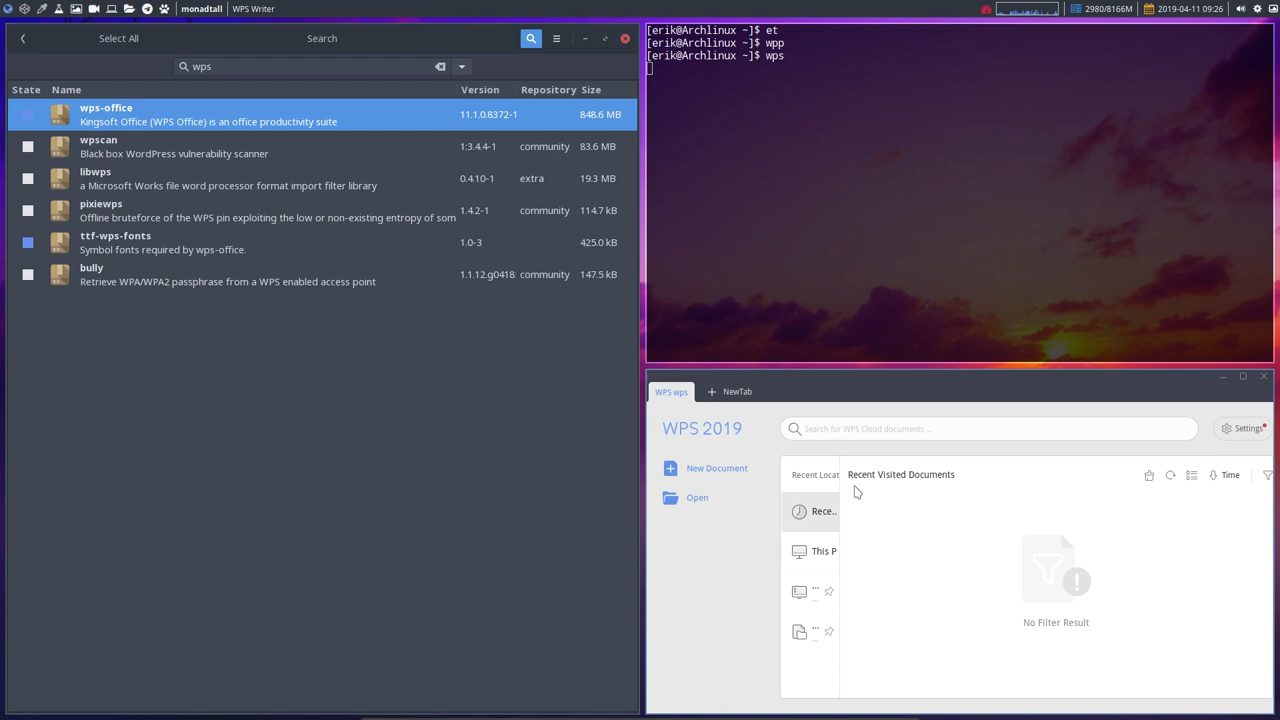 monadtall WPS Writer 2980/8166M 2019-04-11 09:26
Select All Search
wps
State Name Version Repository Size
wps-office
Kingsoft Office (WPS Office) is an office productivity suite 11.1.0.8372-1 848.6 MB
wpscan
Black box WordPress vulnerability scanner 1:3.4.4-1 community 83.6 MB
libwps
a Microsoft Works file word processor format import filter library 0.4.10-1 extra 19.3 MB
pixiewps
Offline bruteforce of the WPS pin exploiting the low or non-existing entropy of som 1.4.2-1 community 114.7 kB
ttf-wps-fonts
Symbol fonts required by wps-office. 1.0-3 425.0 kB
bully
Retrieve WPA/WPA2 passphrase from a WPS enabled access point 1.1.12.g0418 community 147.5 kB
[erik@Archlinux ~]$ et
[erik@Archlinux ~]$ wpp
[erik@Archlinux ~]$ wps
WPS wps + NewTab
WPS 2019
Search for WPS Cloud documents ...
Settings
New Document
Open
Recent Locat
Rece..
This P
...
...
Recent Visited Documents
Time
No Filter Result